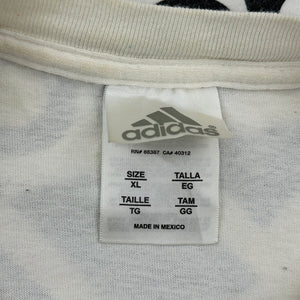 adidas
RN# 88387 CA# 40312
SIZE TALLA
XL EG
TAILLE TAM
TG GG
MADE IN MEXICO